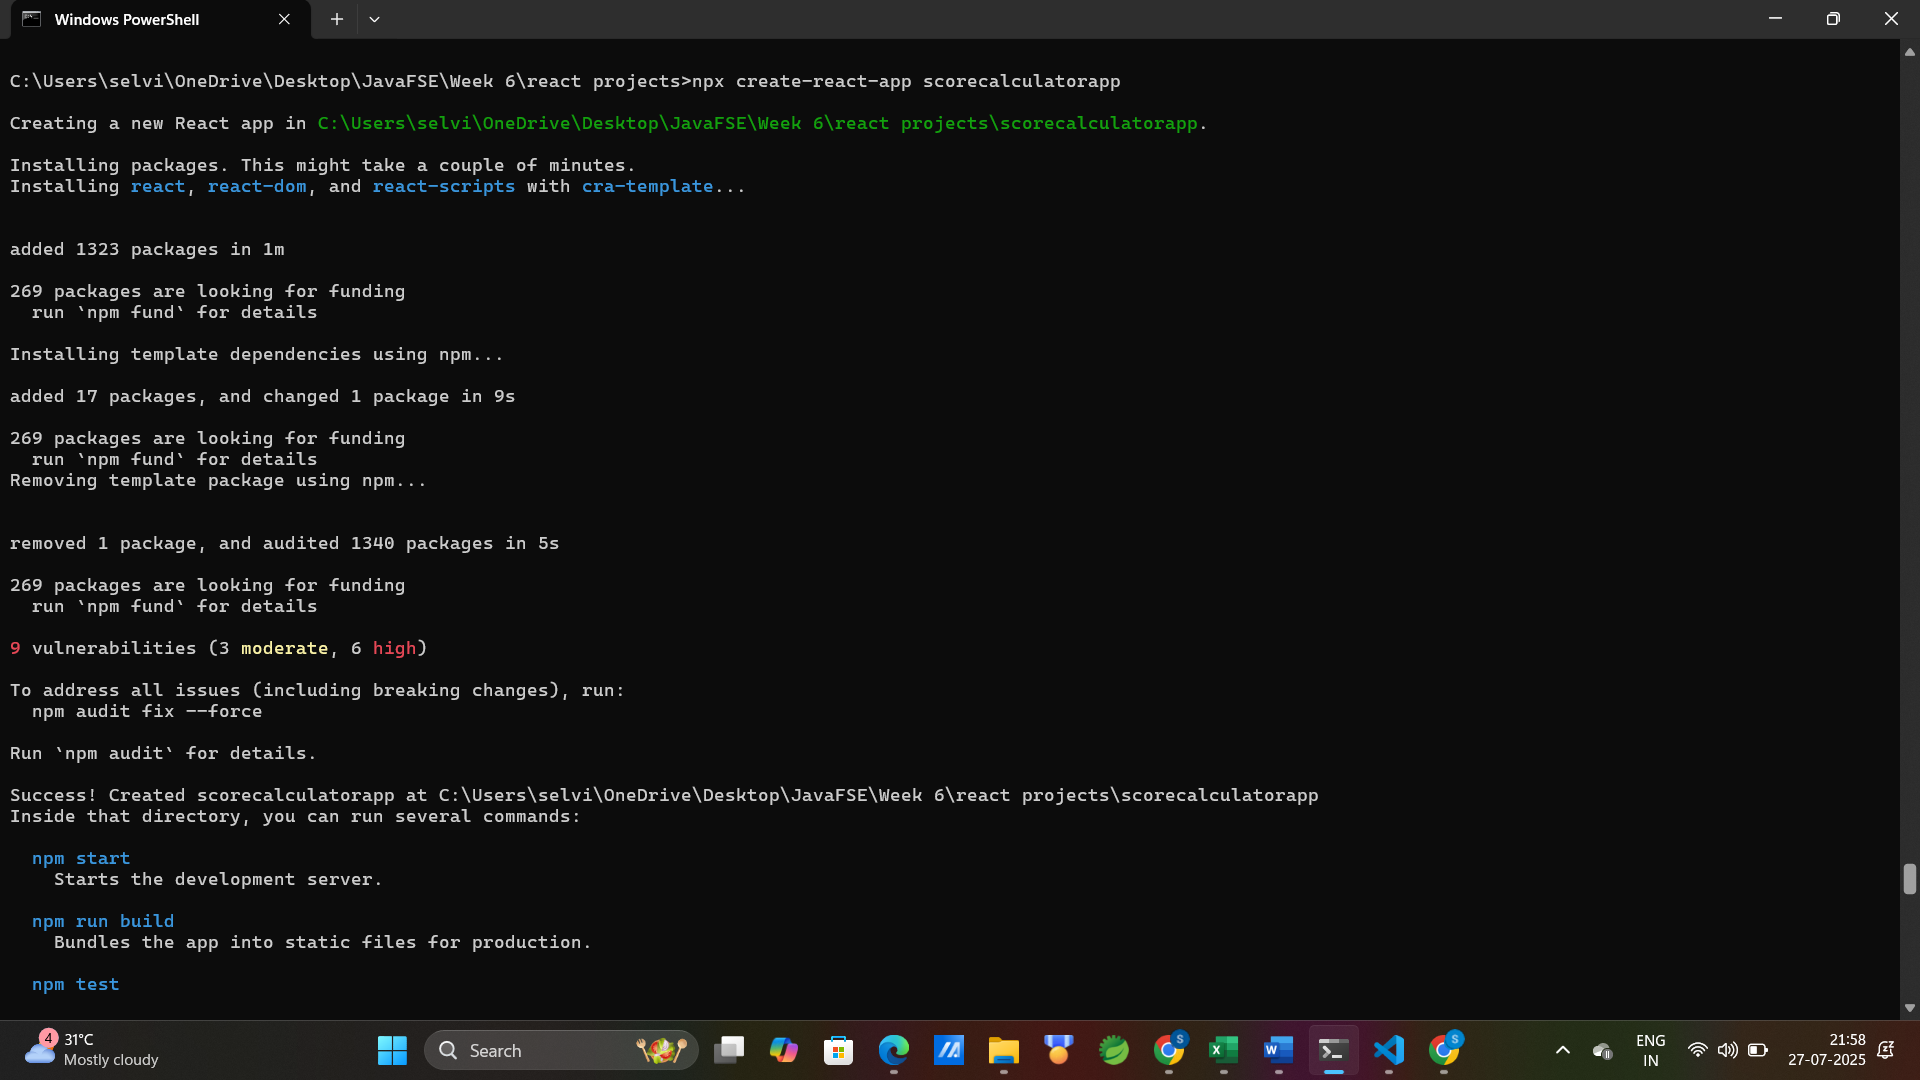 Windows PowerShell
C:\Users\selvi\OneDrive\Desktop\JavaFSE\Week 6\react projects>npx create-react-app scorecalculatorapp
Creating a new React app in C:\Users\selvi\OneDrive\Desktop\JavaFSE\Week 6\react projects\scorecalculatorapp.
Installing packages. This might take a couple of minutes.
Installing react, react-dom, and react-scripts with cra-template...
added 1323 packages in 1m
269 packages are looking for funding
  run `npm fund` for details
Installing template dependencies using npm...
added 17 packages, and changed 1 package in 9s
269 packages are looking for funding
  run `npm fund` for details
Removing template package using npm...
removed 1 package, and audited 1340 packages in 5s
269 packages are looking for funding
  run `npm fund` for details
9 vulnerabilities (3 moderate, 6 high)
To address all issues (including breaking changes), run:
  npm audit fix --force
Run `npm audit` for details.
Success! Created scorecalculatorapp at C:\Users\selvi\OneDrive\Desktop\JavaFSE\Week 6\react projects\scorecalculatorapp
Inside that directory, you can run several commands:
  npm start
    Starts the development server.
  npm run build
    Bundles the app into static files for production.
  npm test
4
31°C
Mostly cloudy
Search
S
S
ENG
IN
21:58
27-07-2025